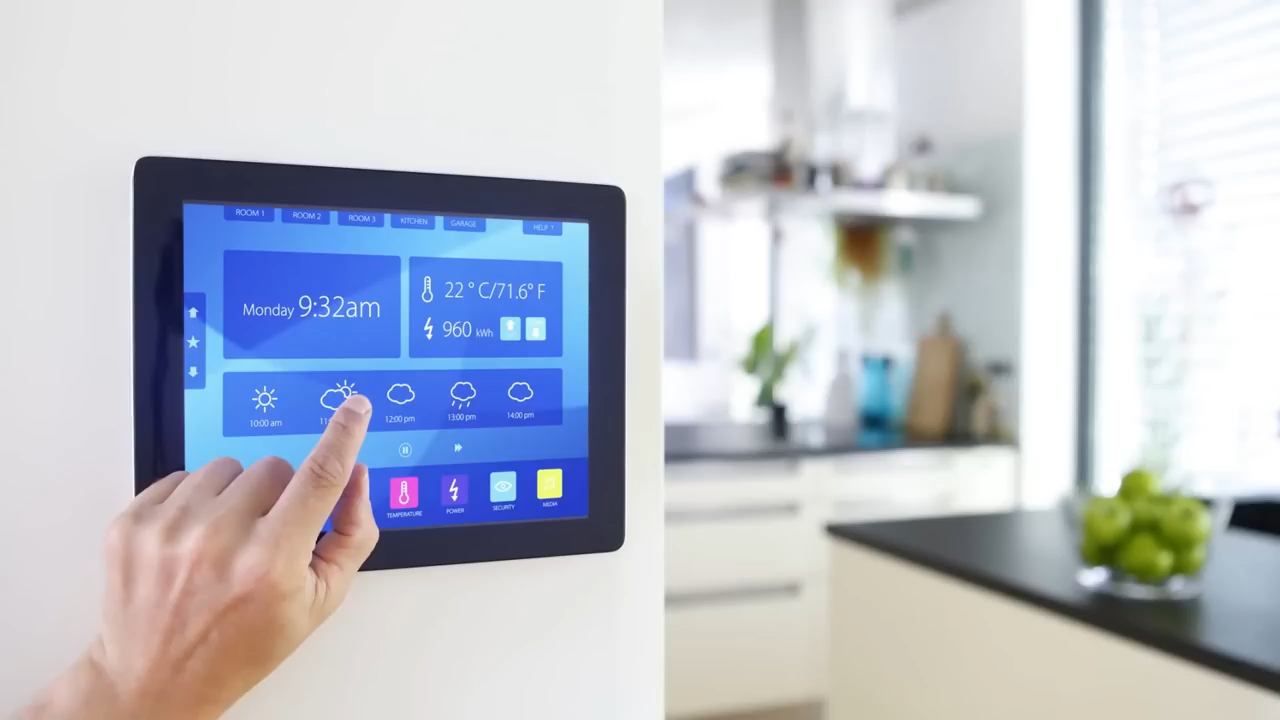 ROOM 1 ROOM 2 ROOM 3 KITCHEN GARAGE HELP ?
Monday 9:32am
22 ° C/71.6° F
960 kWh
10:00 am 12:00 pm 13:00 pm 14:00 pm
TEMPERATURE POWER SECURITY MEDIA